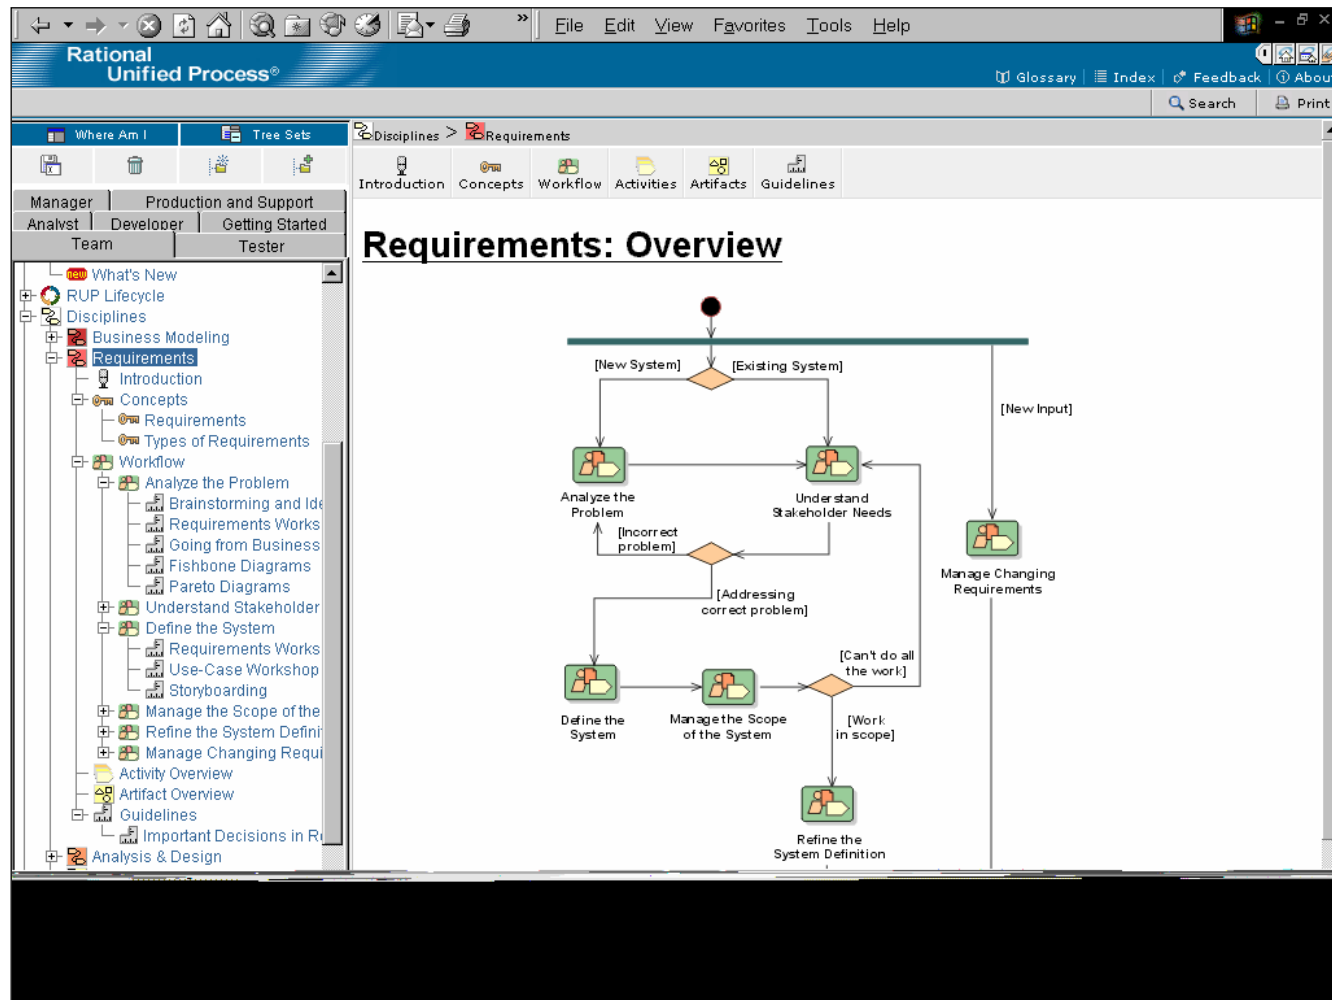 » File Edit View Favorites Tools Help
Rational
Unified Process®
Glossary Index Feedback About
Search Print
Where Am I Tree Sets
Disciplines > Requirements
Introduction Concepts Workflow Activities Artifacts Guidelines
Manager Production and Support
Analyst Developer Getting Started
Team Tester
new What's New
RUP Lifecycle
Disciplines
Business Modeling
Requirements
Introduction
Concepts
Requirements
Types of Requirements
Workflow
Analyze the Problem
Brainstorming and Ide
Requirements Works
Going from Business
Fishbone Diagrams
Pareto Diagrams
Understand Stakeholder
Define the System
Requirements Works
Use-Case Workshop
Storyboarding
Manage the Scope of the
Refine the System Defini
Manage Changing Requi
Activity Overview
Artifact Overview
Guidelines
Important Decisions in R
Analysis & Design
Requirements: Overview
[New System] [Existing System]
[New Input]
Analyze the
Problem
Understand
Stakeholder Needs
[Incorrect
problem]
Manage Changing
Requirements
[Addressing
correct problem]
[Can't do all
the work]
Define the
System
Manage the Scope
of the System
[Work
in scope]
Refine the
System Definition